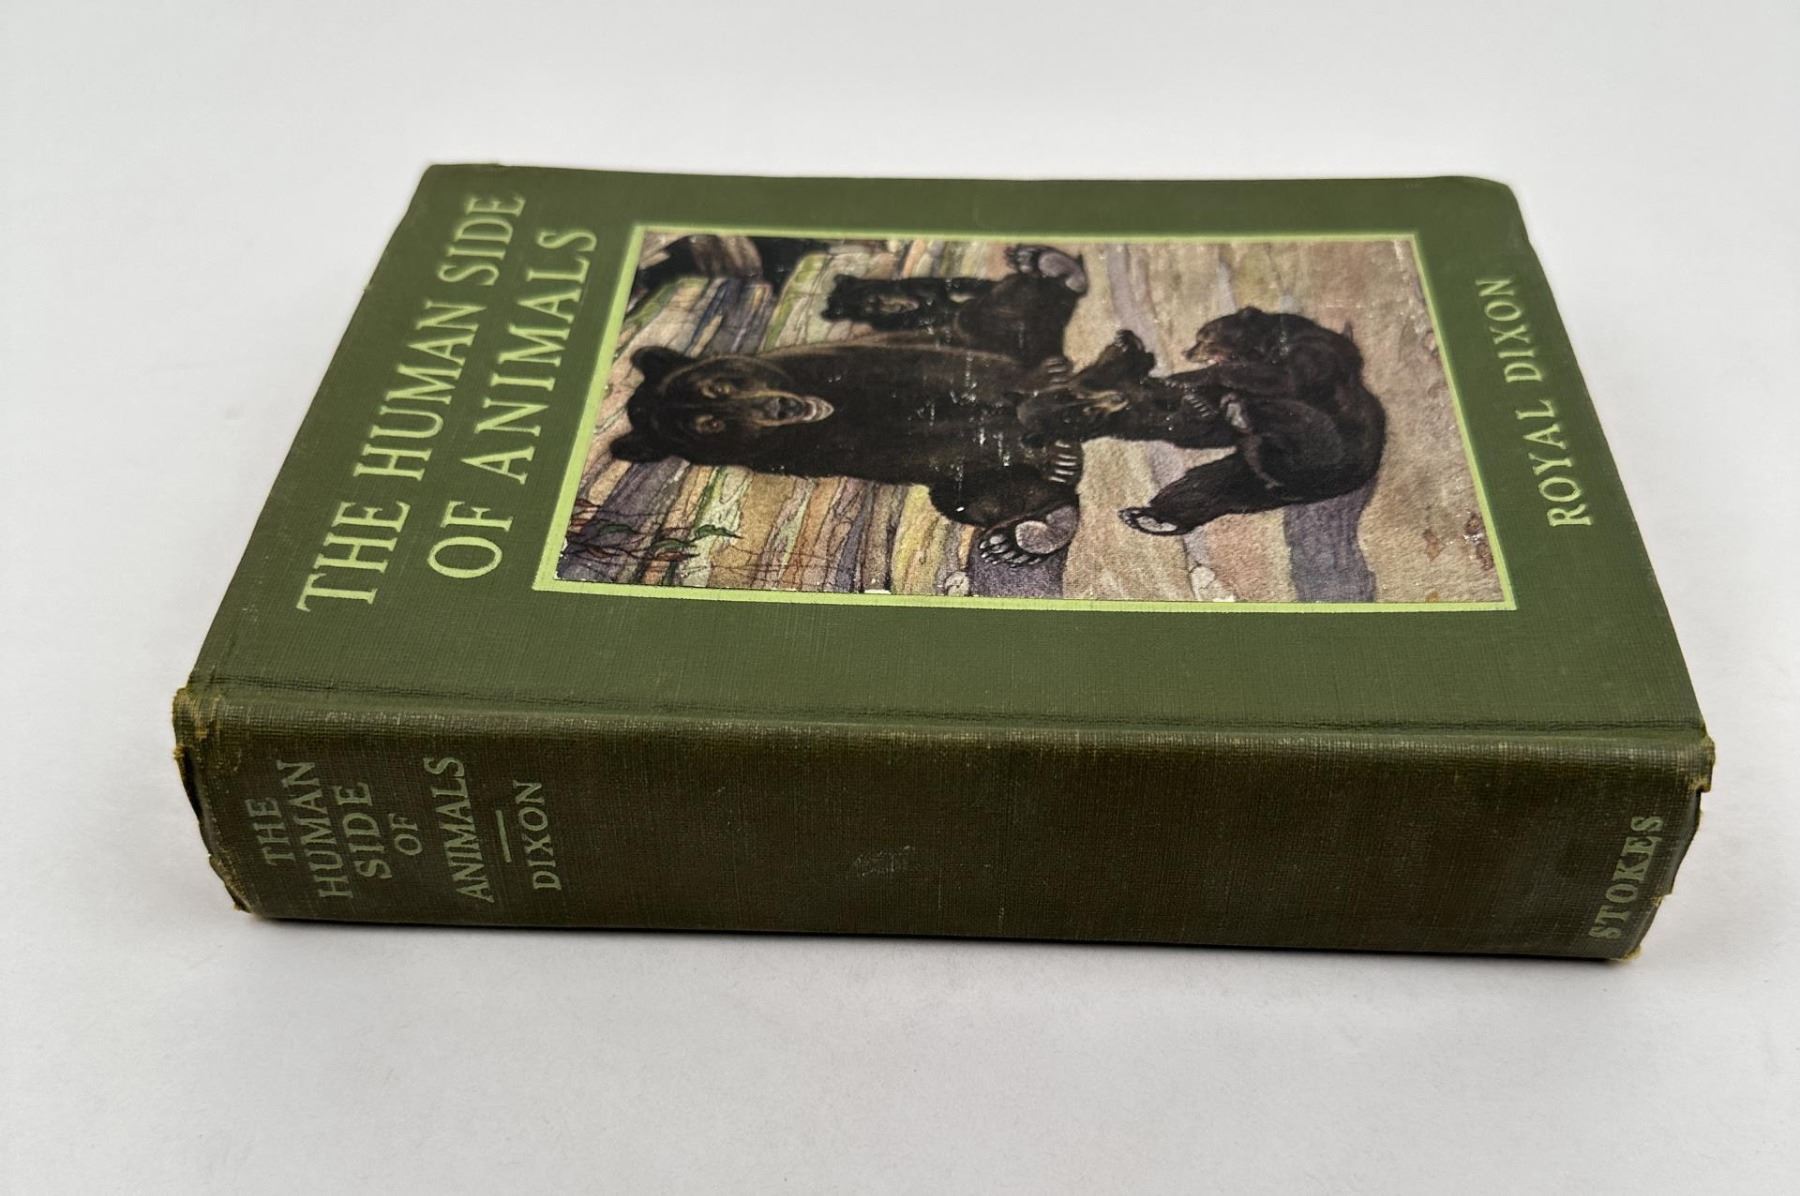 THE HUMAN SIDE
OF ANIMALS
ROYAL DIXON
THE
HUMAN
SIDE
OF
ANIMALS
DIXON
STOKES